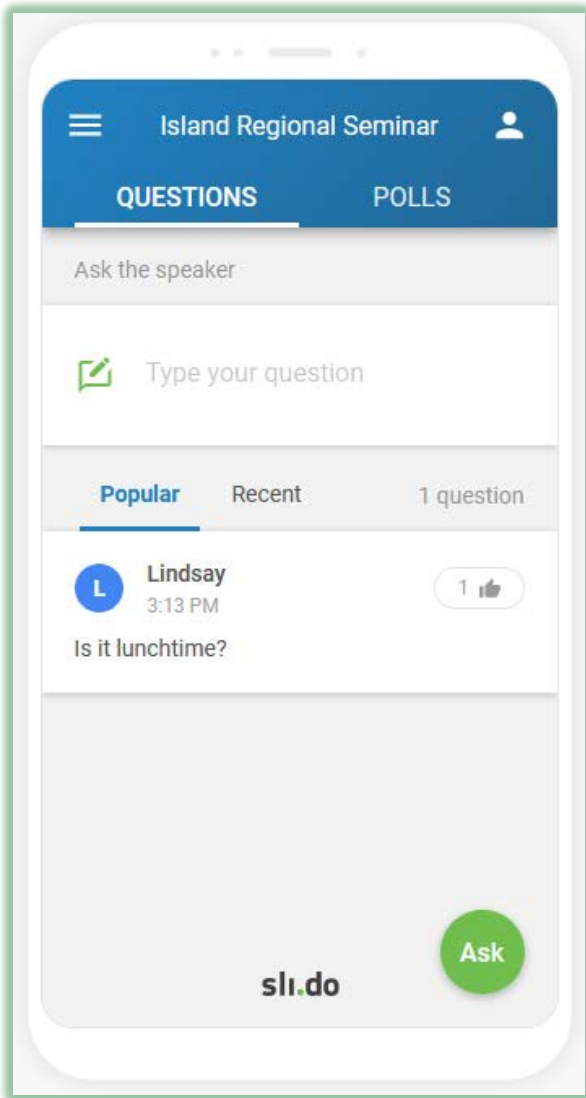 Island Regional Seminar
QUESTIONS POLLS
Ask the speaker
Type your question
Popular Recent 1 question
L Lindsay
3:13 PM
1
Is it lunchtime?
Ask
slı.do